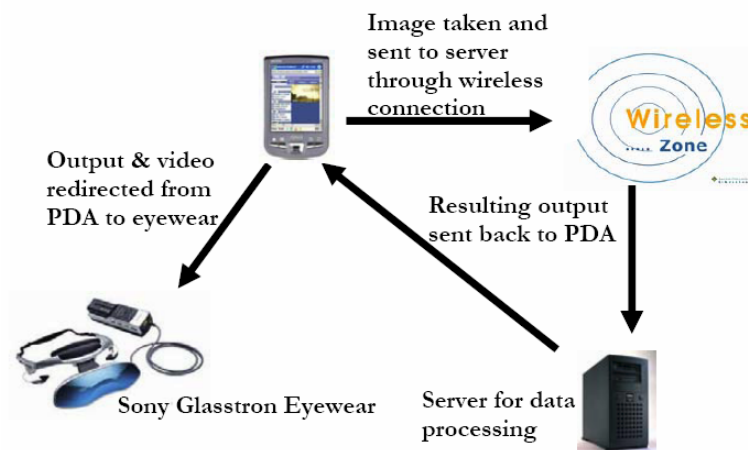 Image taken and
sent to server
through wireless
connection
Wireless
Zone
Output & video
redirected from
PDA to eyewear
Resulting output
sent back to PDA
Sony Glasstron Eyewear
Server for data
processing